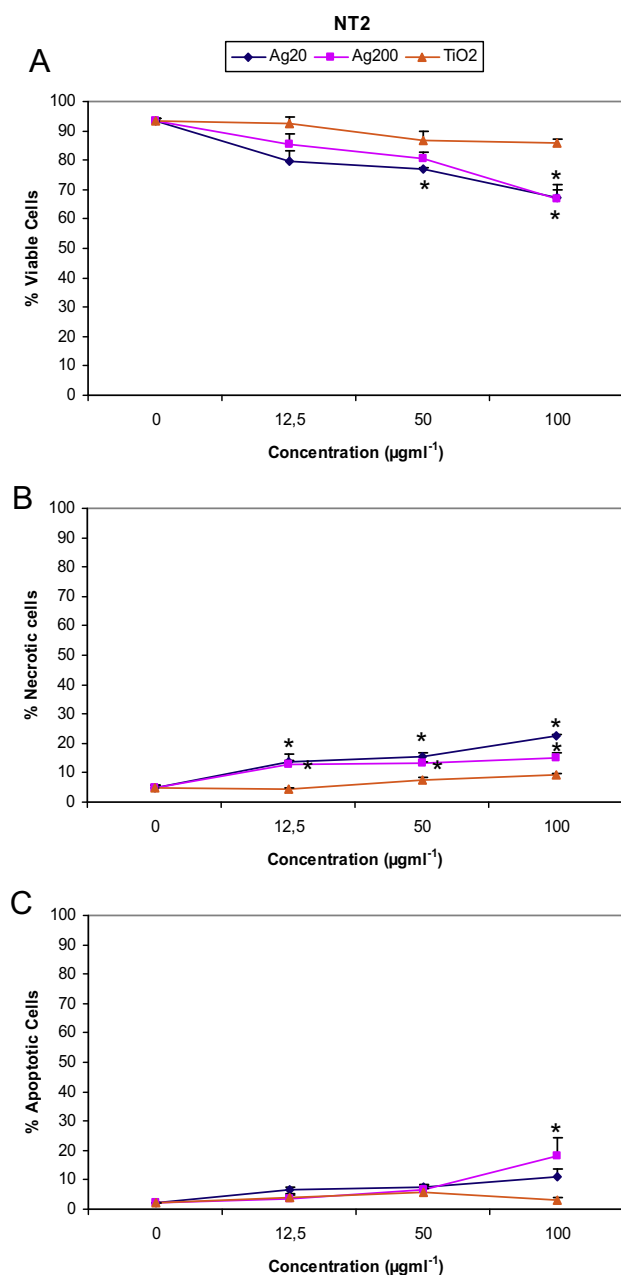 NT2
Ag20 Ag200 TiO2
A
100
90
80
70
60
50
40
30
20
10
0
% Viable Cells
* * *
0 12,5 50 100
Concentration (µgml⁻¹)
B
100
90
80
70
60
50
40
30
20
10
0
% Necrotic cells
* * * * * *
0 12,5 50 100
Concentration (µgml⁻¹)
C
100
90
80
70
60
50
40
30
20
10
0
% Apoptotic Cells
*
0 12,5 50 100
Concentration (µgml⁻¹)